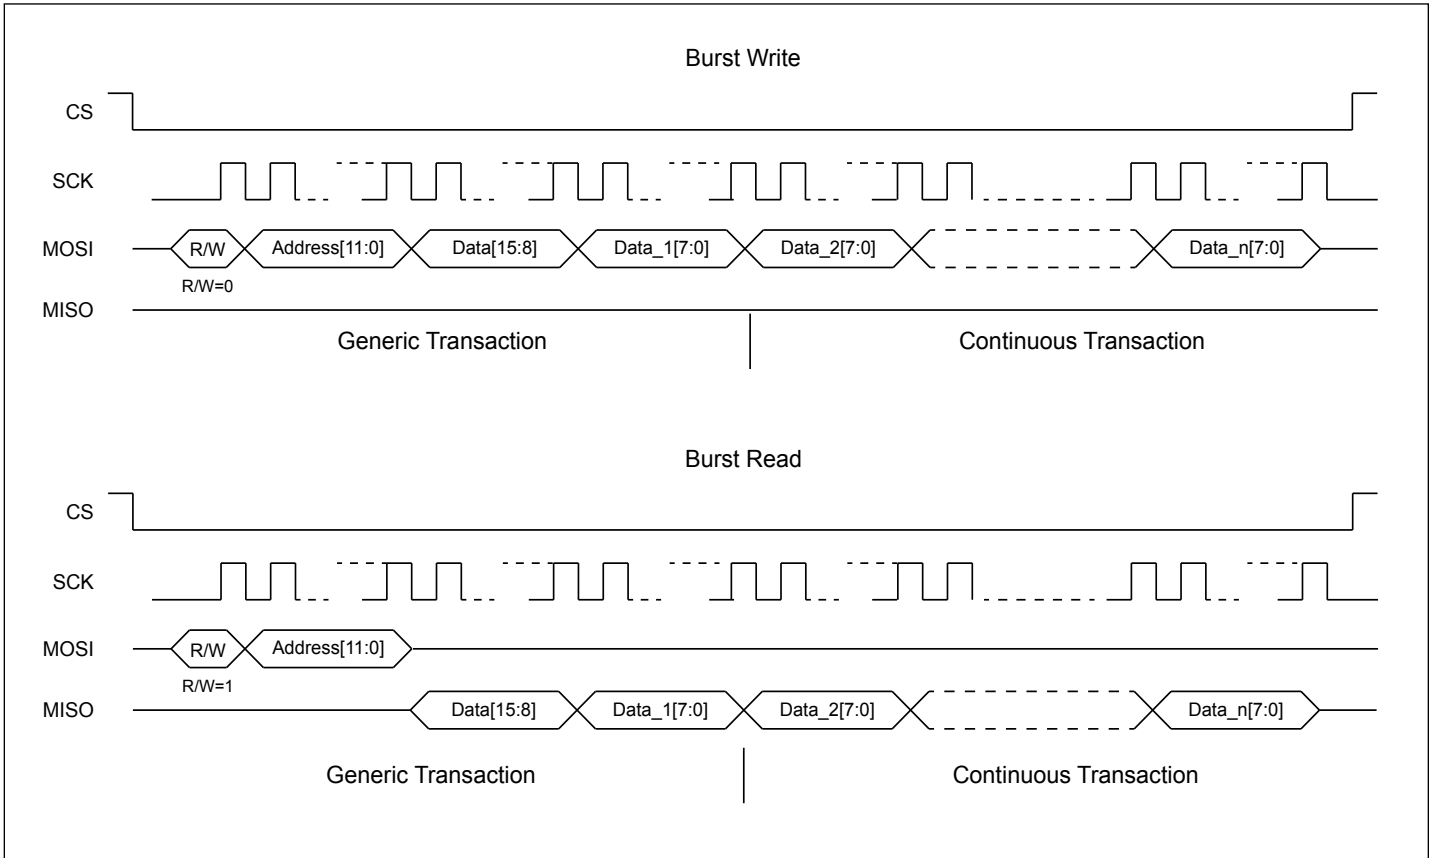 Burst Write
CS
SCK
MOSI R/W Address[11:0] Data[15:8] Data_1[7:0] Data_2[7:0] Data_n[7:0]
R/W=0
MISO
Generic Transaction Continuous Transaction
Burst Read
CS
SCK
MOSI R/W Address[11:0]
R/W=1
MISO Data[15:8] Data_1[7:0] Data_2[7:0] Data_n[7:0]
Generic Transaction Continuous Transaction